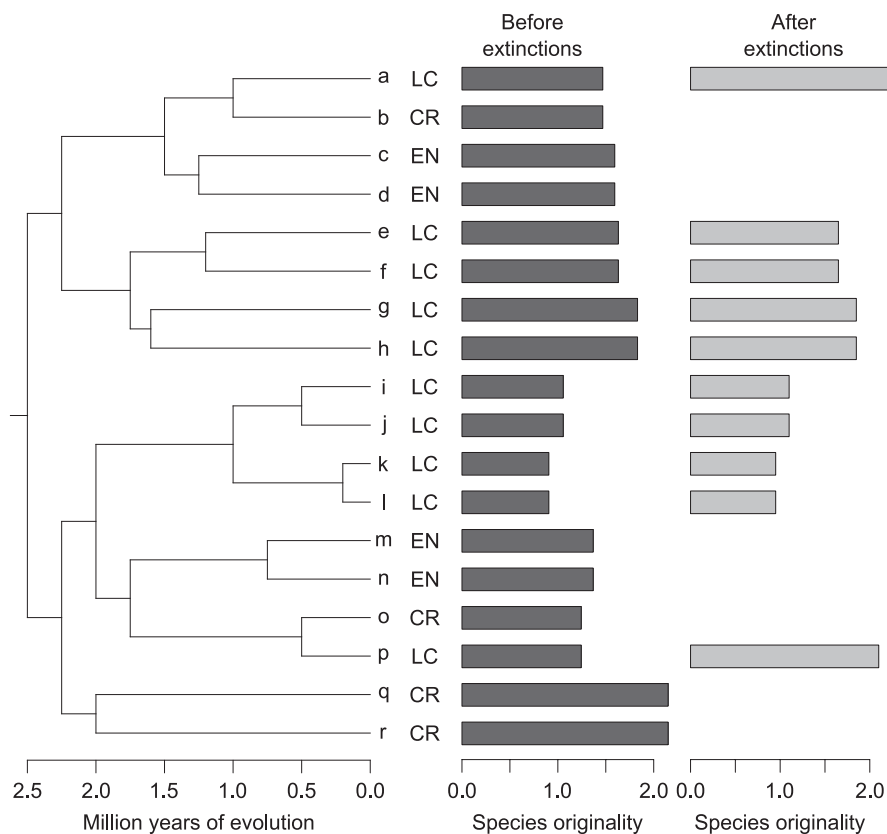 Before extinctions
After extinctions
a LC
b CR
c EN
d EN
e LC
f LC
g LC
h LC
i LC
j LC
k LC
l LC
m EN
n EN
o CR
p LC
q CR
r CR
2.5 2.0 1.5 1.0 0.5 0.0
0.0 1.0 2.0
0.0 1.0 2.0
Million years of evolution
Species originality
Species originality